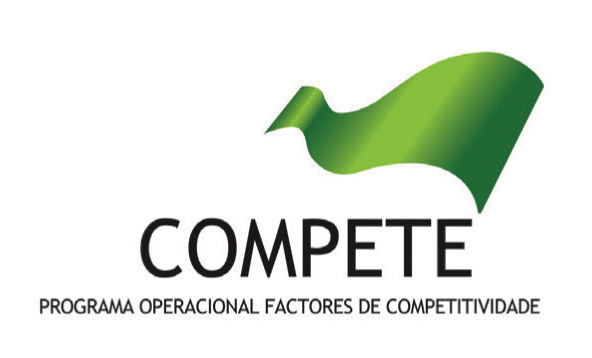 COMPETE
PROGRAMA OPERACIONAL FACTORES DE COMPETITIVIDADE